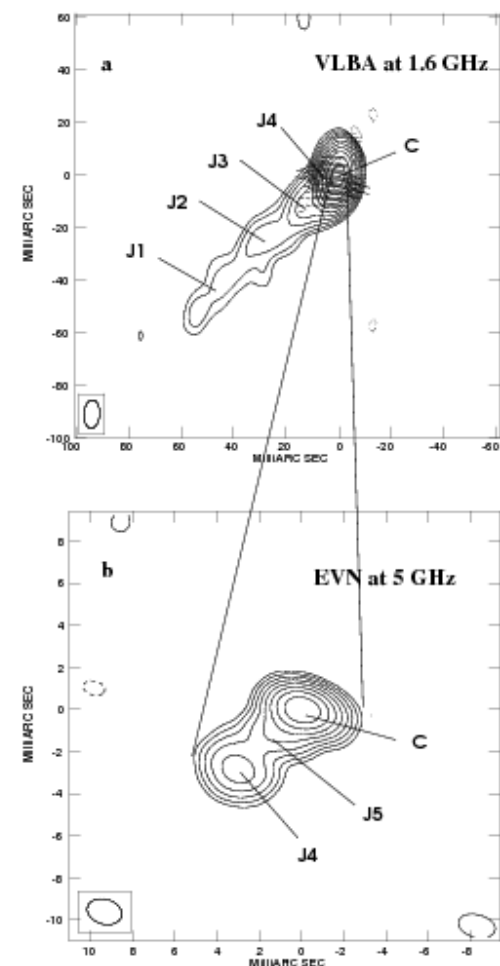 60
a
VLBA at 1.6 GHz
40
20
J4
C
J3
0
J2
-20
J1
-40
-60
-80
-100
100 80 60 40 20 0 -20 -40 -60
MilliARC SEC
MilliARC SEC
b
EVN at 5 GHz
8
6
4
2
0
C
-2
-4
J5
-6
J4
-8
-10
10 8 6 4 2 0 -2 -4 -6 -8
MilliARC SEC
MilliARC SEC